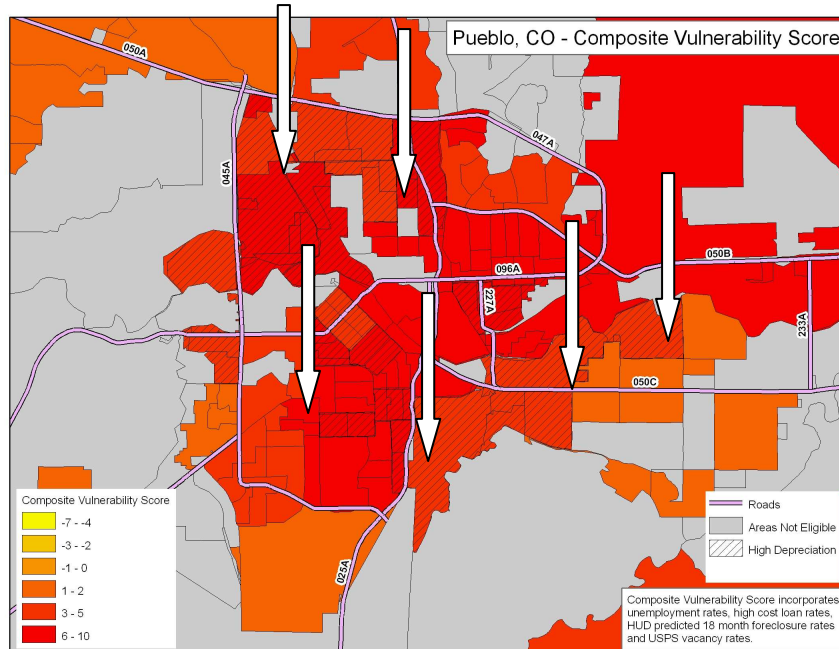 Pueblo, CO - Composite Vulnerability Score
050A
045A
047A
050B
096A
227A
233A
050C
025A
Composite Vulnerability Score
-7 - -4
-3 - -2
-1 - 0
1 - 2
3 - 5
6 - 10
Roads
Areas Not Eligible
High Depreciation
Composite Vulnerability Score incorporates
unemployment rates, high cost loan rates,
HUD predicted 18 month foreclosure rates
and USPS vacancy rates.